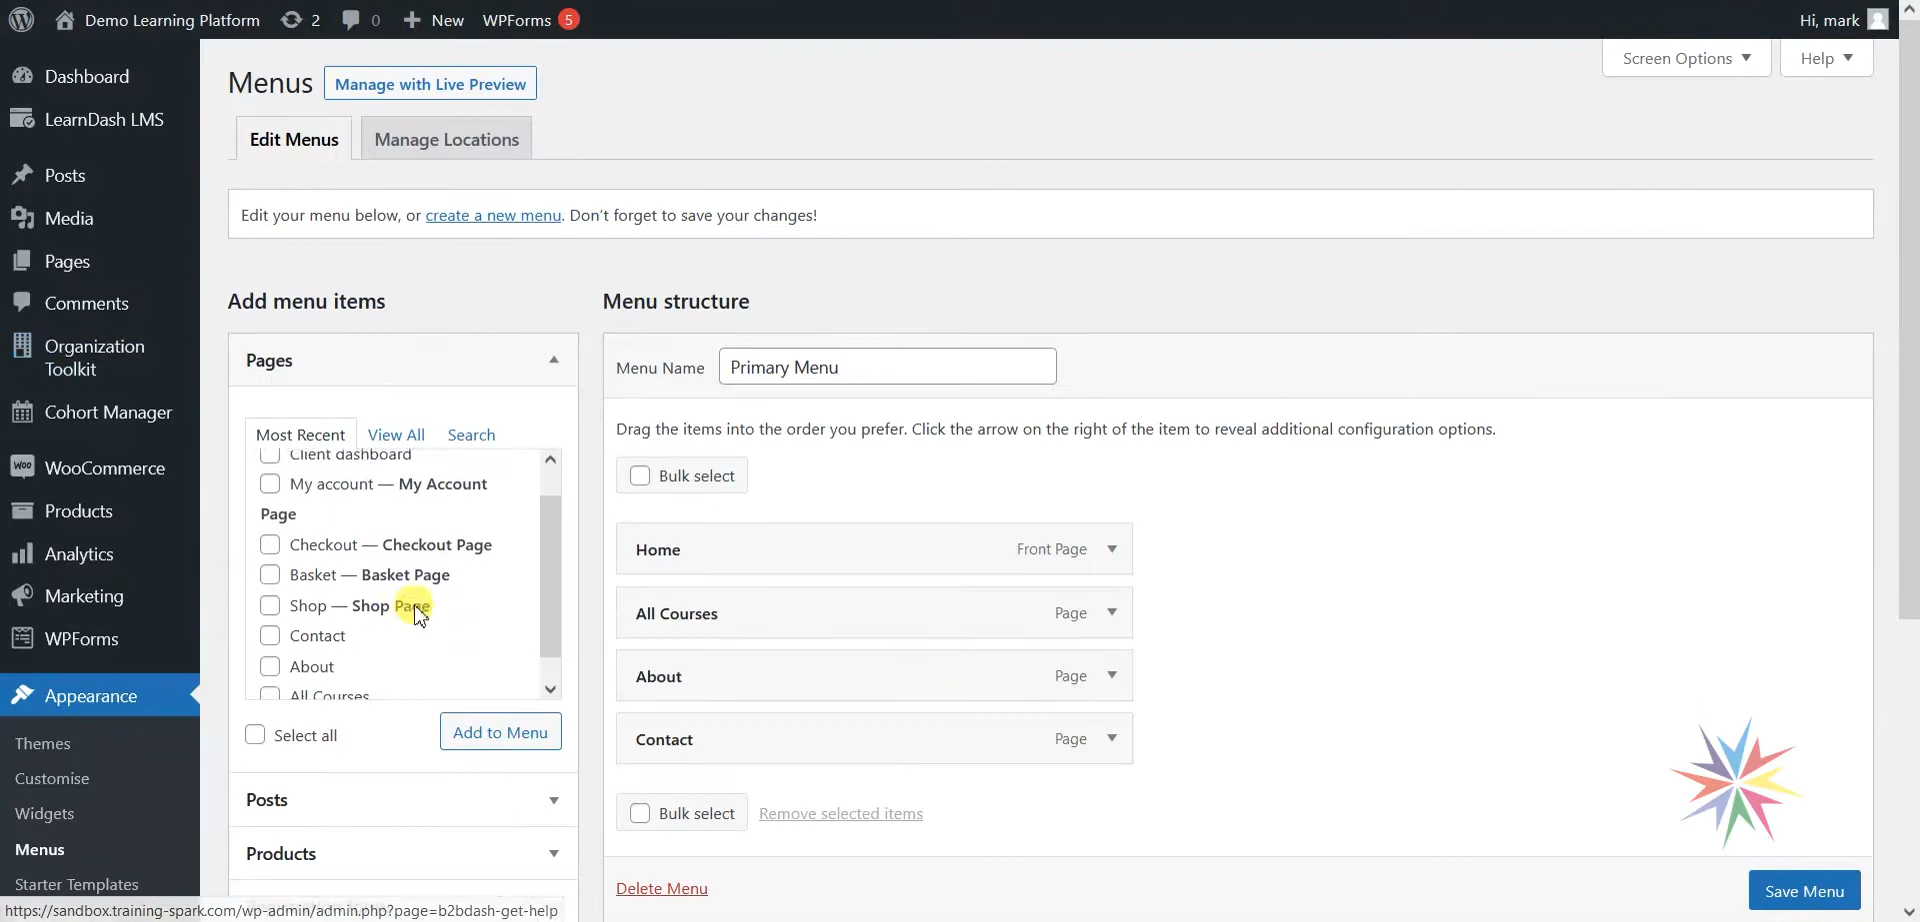 Demo Learning Platform 2 0 New WPForms 5 Hi, mark
Screen Options Help
Dashboard
LearnDash LMS
Posts
Media
Pages
Comments
Organization
Toolkit
Cohort Manager
WooCommerce
Products
Analytics
Marketing
WPForms
Appearance
Themes
Customise
Widgets
Menus
Starter Templates
Menus Manage with Live Preview
Edit Menus Manage Locations
Edit your menu below, or create a new menu. Don't forget to save your changes!
Add menu items
Pages
Most Recent View All Search
Client dashboard
My account — My Account
Page
Checkout — Checkout Page
Basket — Basket Page
Shop — Shop Page
Contact
About
All Courses
Select all Add to Menu
Posts
Products
Menu structure
Menu Name Primary Menu
Drag the items into the order you prefer. Click the arrow on the right of the item to reveal additional configuration options.
Bulk select
Home Front Page
All Courses Page
About Page
Contact Page
Bulk select Remove selected items
Delete Menu Save Menu
https://sandbox.training-spark.com/wp-admin/admin.php?page=b2bdash-get-help